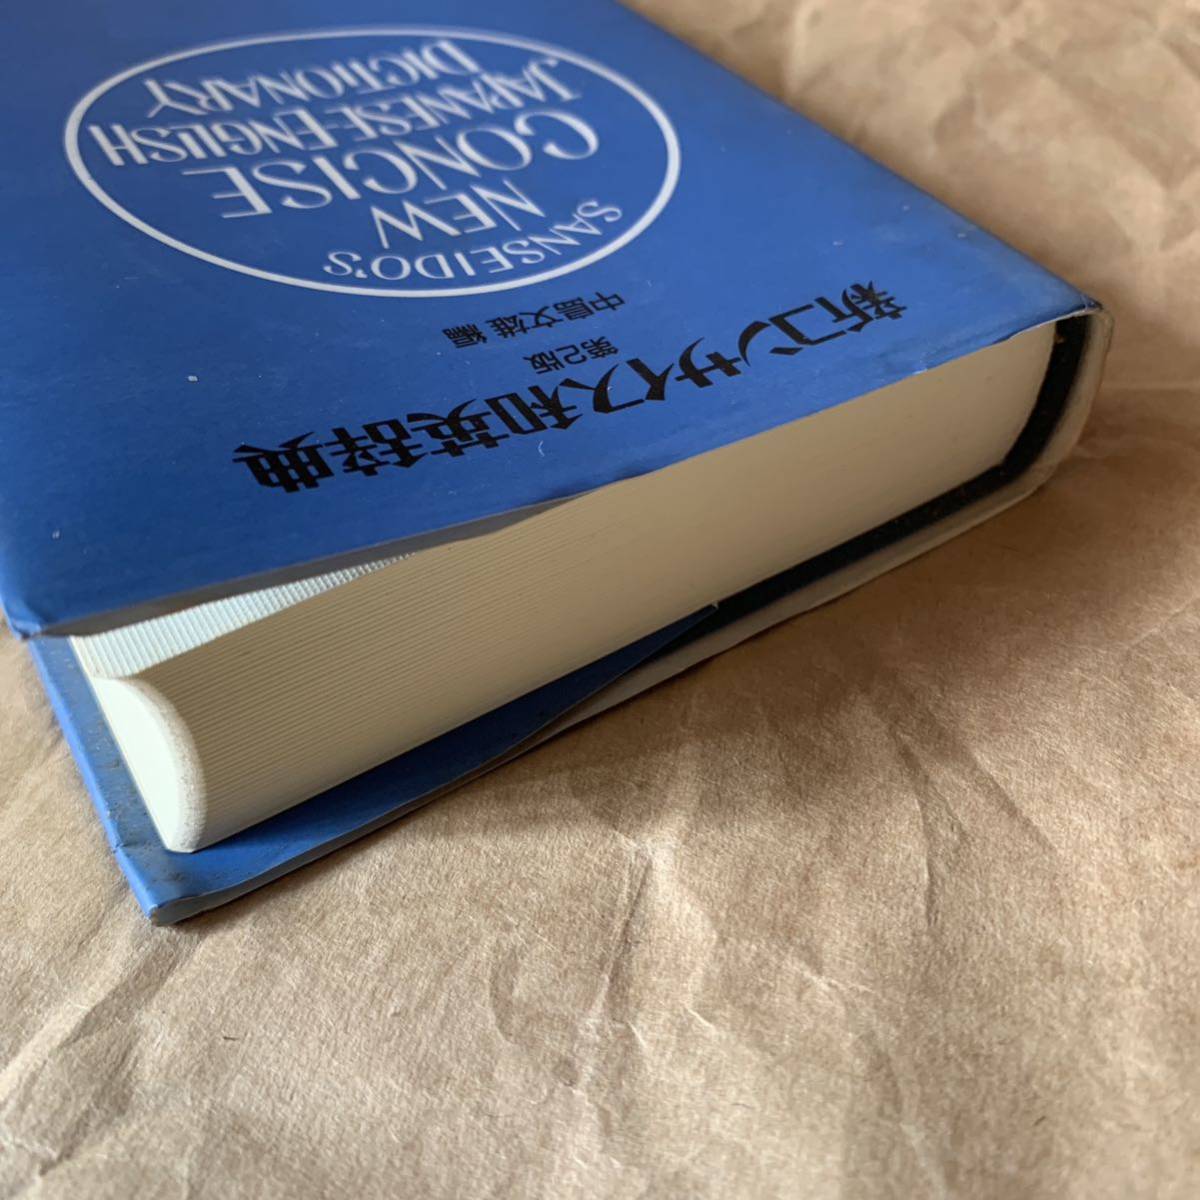 新コンサイス和英辞典
第2版
中島文雄 編
SANSEIDO'S
NEW
CONCISE
JAPANESE-ENGLISH
DICTIONARY